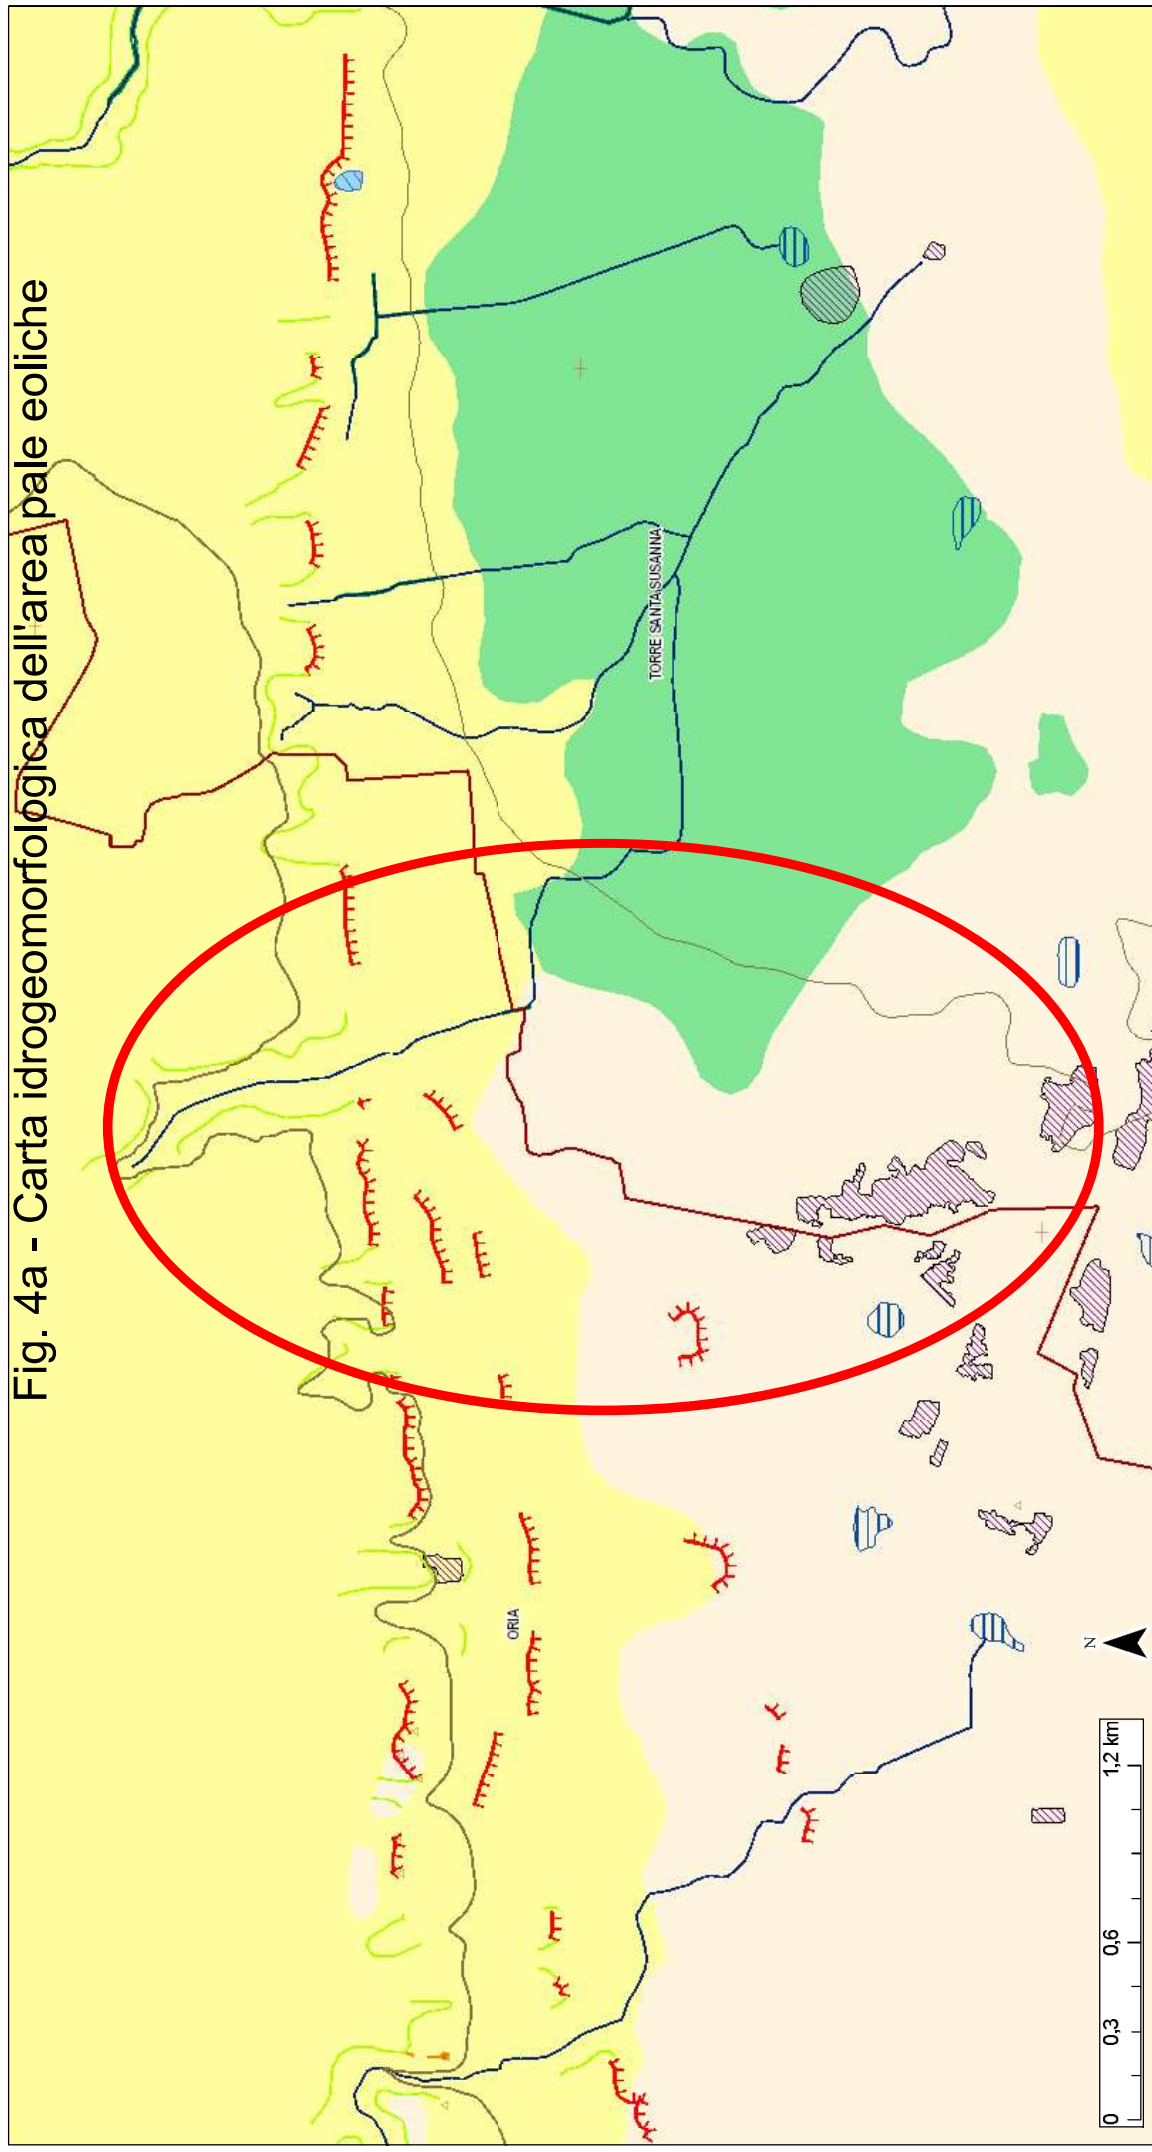 Fig. 4a - Carta idrogeomorfologica dell'area pale eoliche
TORRE SANTA SUSANNA
ORIA
N
0 0,3 0,6 1,2 km